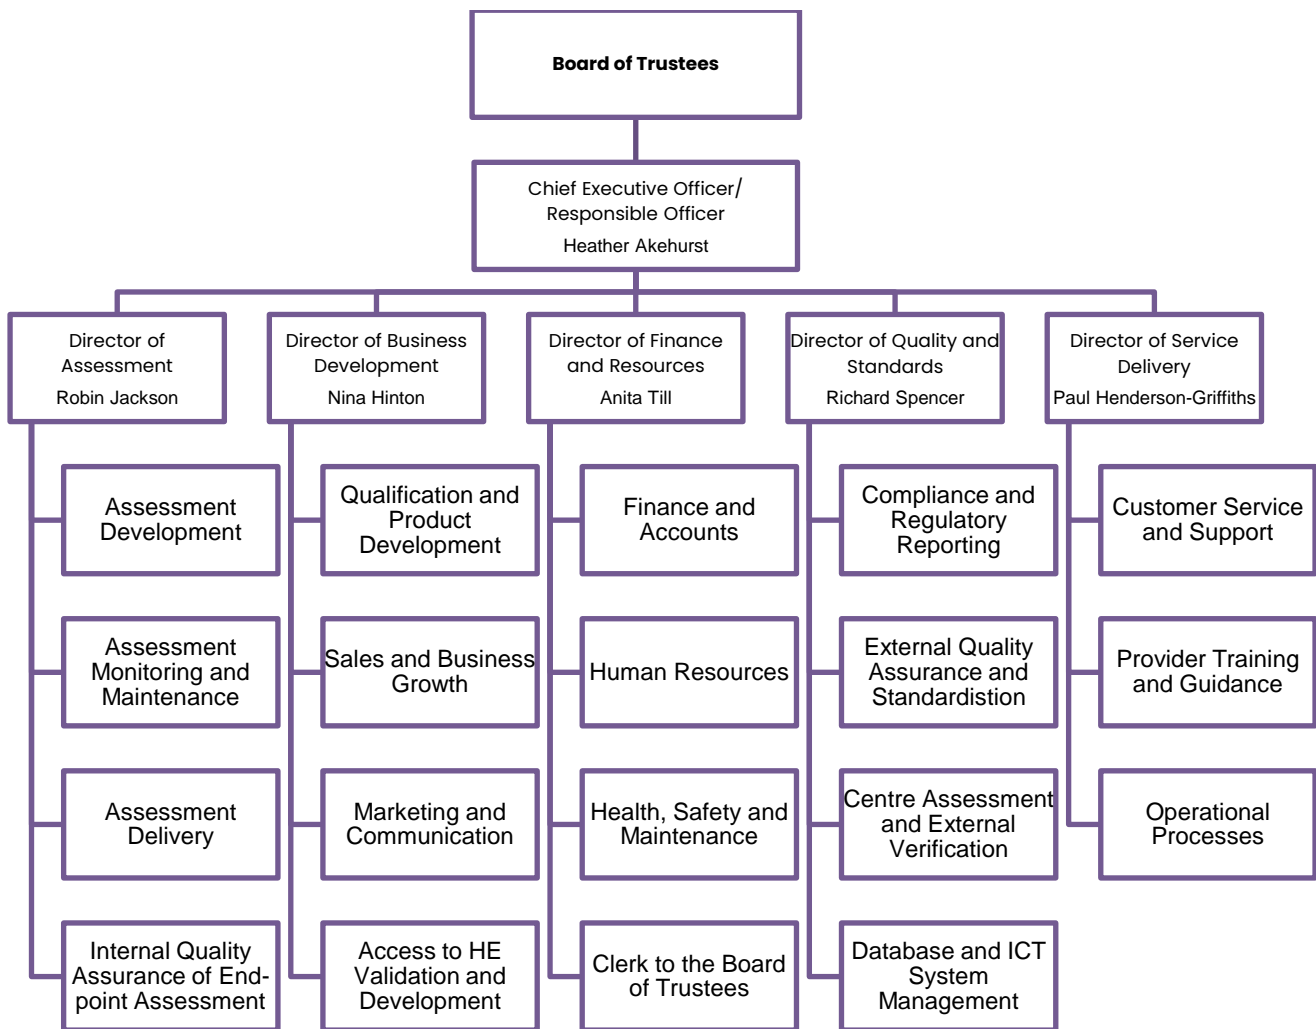 Board of Trustees
Chief Executive Officer/
Responsible Officer
Heather Akehurst
Director of
Assessment
Robin Jackson
Director of Business
Development
Nina Hinton
Director of Finance
and Resources
Anita Till
Director of Quality and
Standards
Richard Spencer
Director of Service
Delivery
Paul Henderson-Griffiths
Assessment
Development
Qualification and
Product
Development
Finance and
Accounts
Compliance and
Regulatory
Reporting
Customer Service
and Support
Assessment
Monitoring and
Maintenance
Sales and Business
Growth
Human Resources
External Quality
Assurance and
Standardistion
Provider Training
and Guidance
Assessment
Delivery
Marketing and
Communication
Health, Safety and
Maintenance
Centre Assessment
and External
Verification
Operational
Processes
Internal Quality
Assurance of End-
point Assessment
Access to HE
Validation and
Development
Clerk to the Board
of Trustees
Database and ICT
System
Management